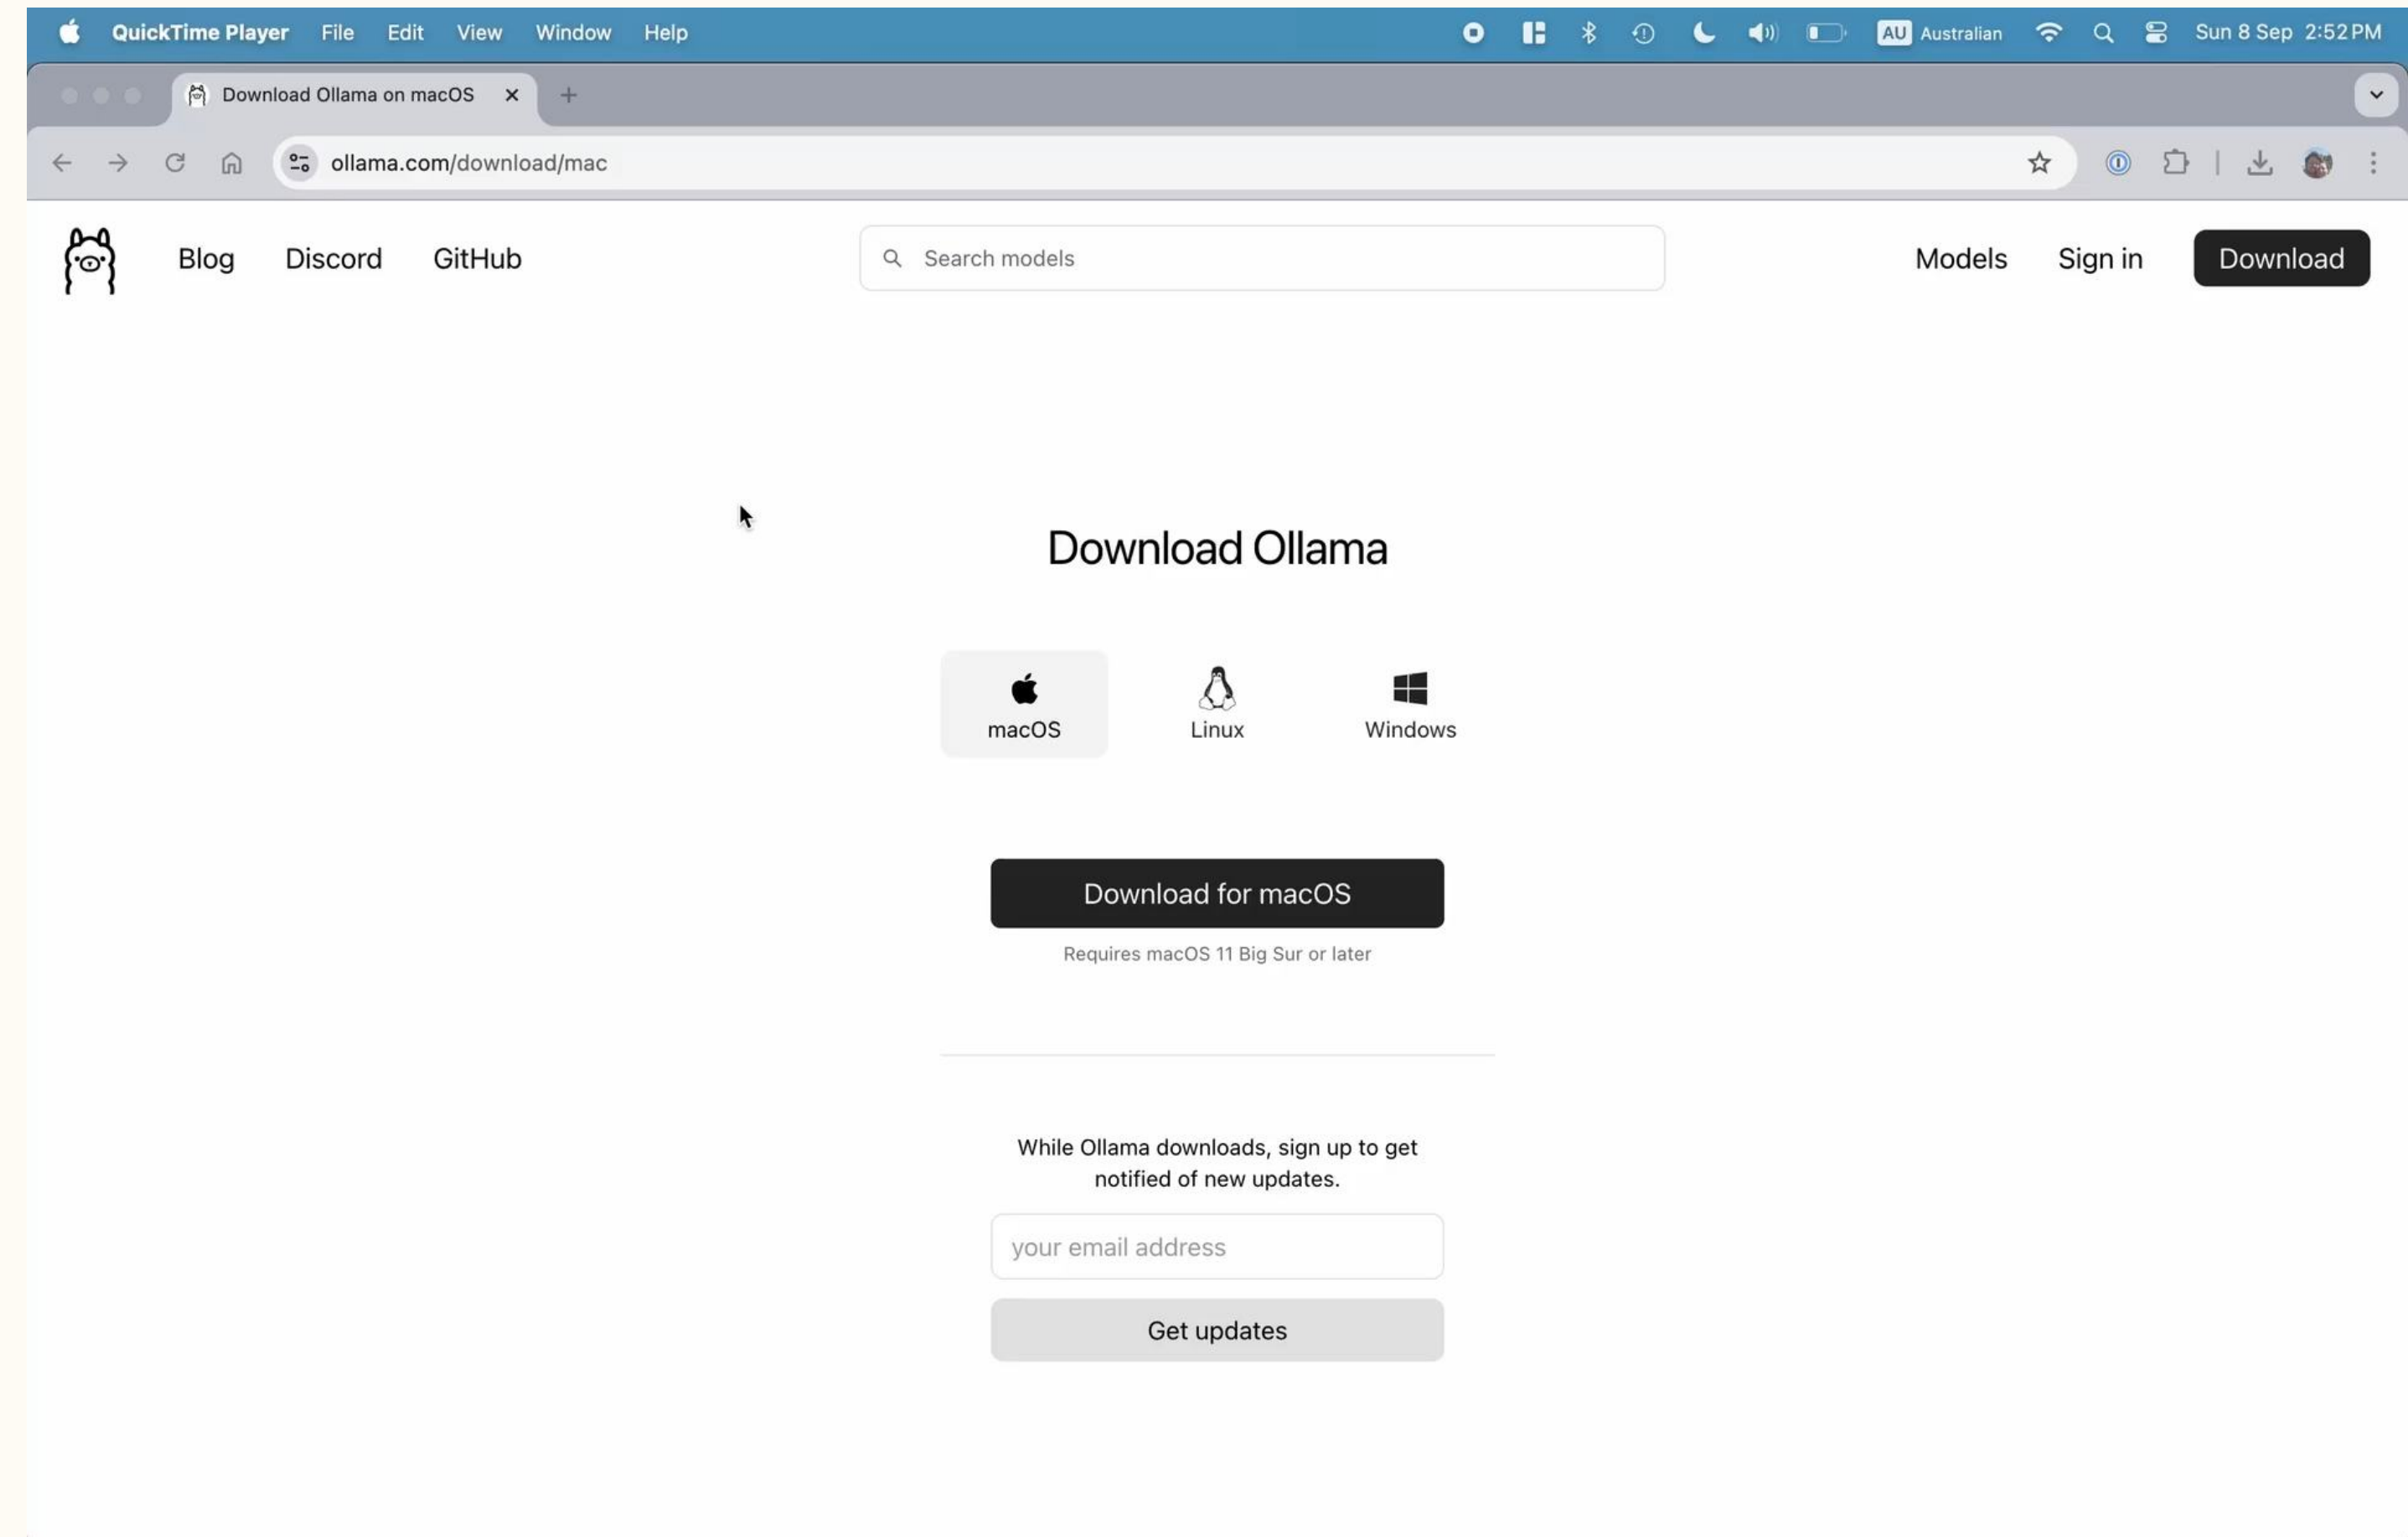 QuickTime Player File Edit View Window Help AU Australian Sun 8 Sep 2:52 PM
Download Ollama on macOS
ollama.com/download/mac
Blog Discord GitHub Search models Models Sign in Download
Download Ollama
macOS Linux Windows
Download for macOS
Requires macOS 11 Big Sur or later
While Ollama downloads, sign up to get
notified of new updates.
your email address
Get updates